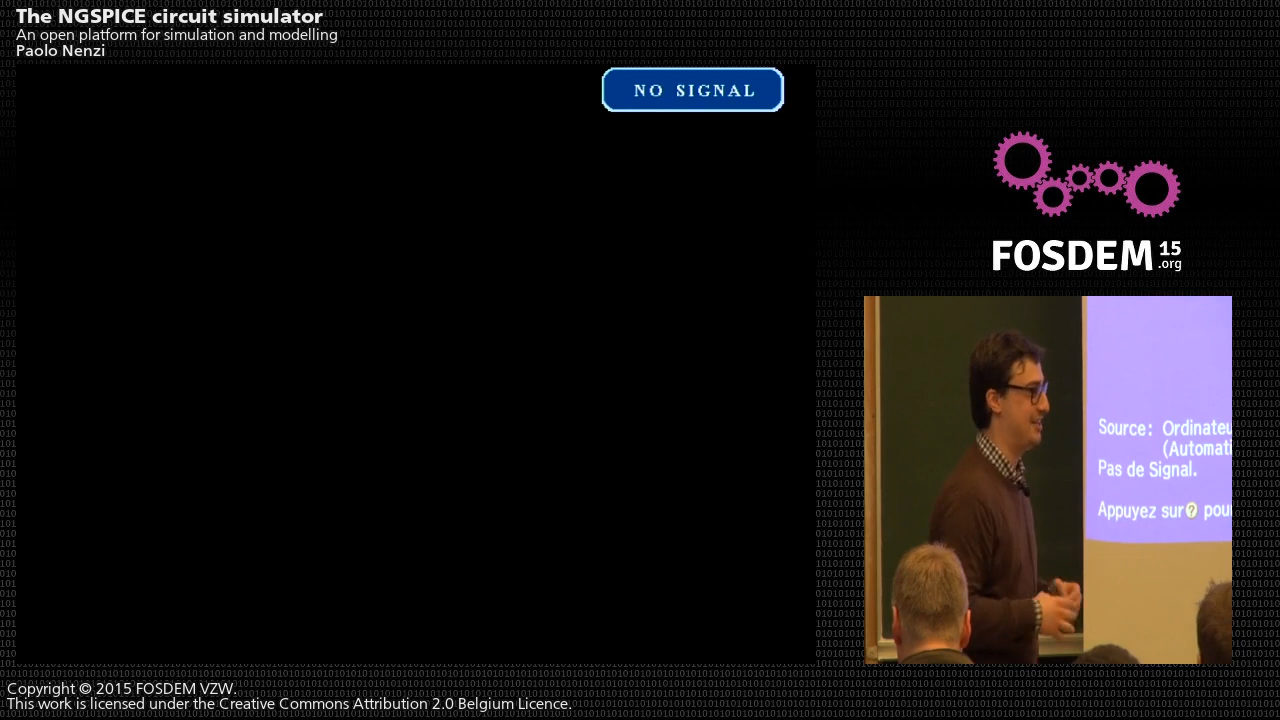 The NGSPICE circuit simulator
An open platform for simulation and modelling
Paolo Nenzi
NO SIGNAL
FOSDEM 15
.org
Source: Ordinateu
(Automati
Pas de Signal.
Appuyez sur ? pou
Copyright © 2015 FOSDEM VZW.
This work is licensed under the Creative Commons Attribution 2.0 Belgium Licence.